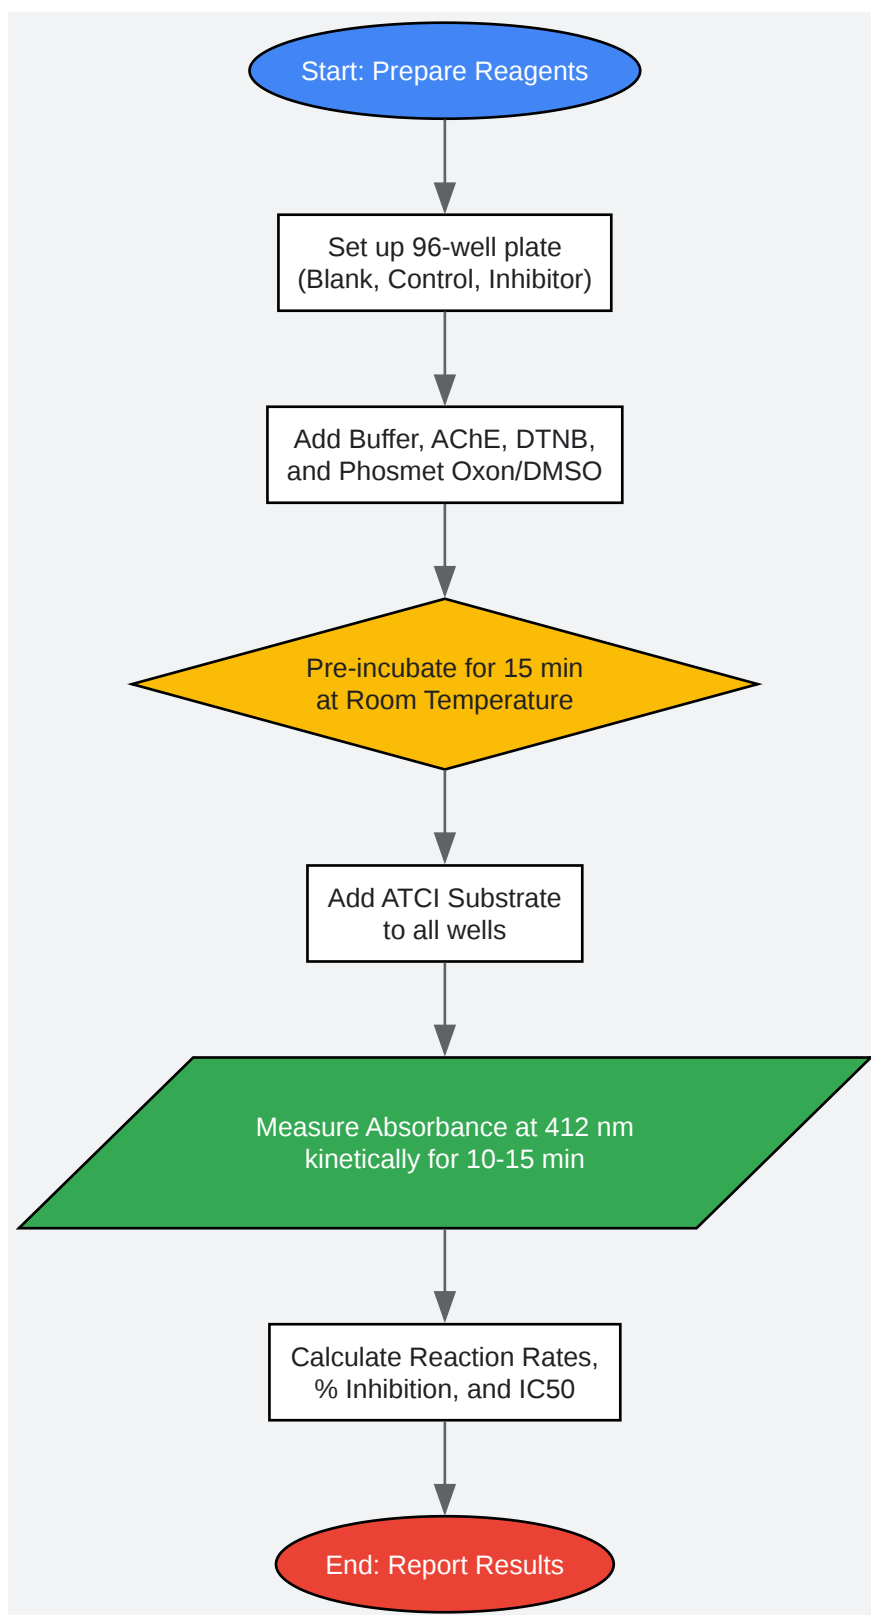 Start: Prepare Reagents
Set up 96-well plate
(Blank, Control, Inhibitor)
Add Buffer, AChE, DTNB,
and Phosmet Oxon/DMSO
Pre-incubate for 15 min
at Room Temperature
Add ATCI Substrate
to all wells
Measure Absorbance at 412 nm
kinetically for 10-15 min
Calculate Reaction Rates,
% Inhibition, and IC50
End: Report Results